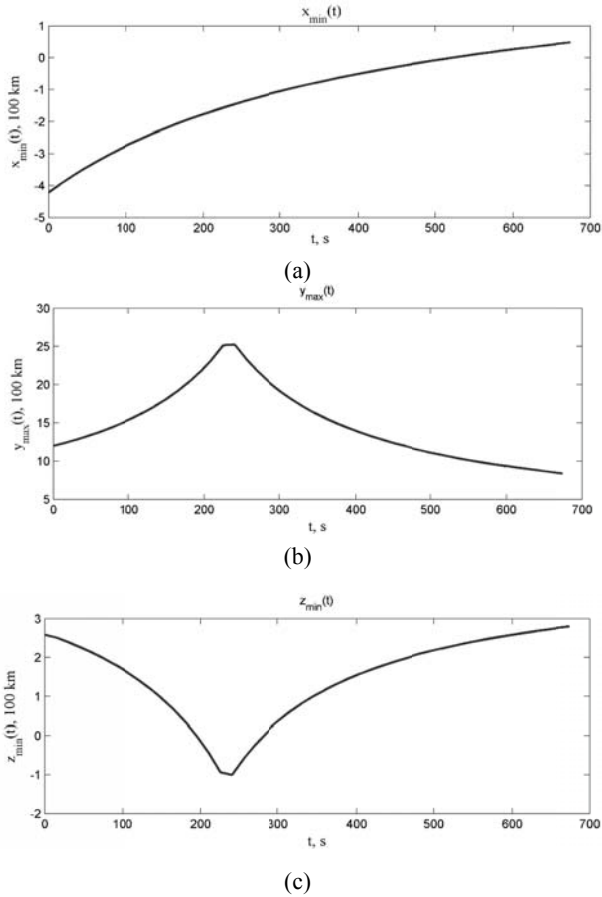 x_min(t)
x_min(t), 100 km
1
0
-1
-2
-3
-4
-5
0 100 200 300 400 500 600 700
t, s
(a)
y_max(t)
y_max(t), 100 km
30
25
20
15
10
5
0 100 200 300 400 500 600 700
t, s
(b)
z_min(t)
z_min(t), 100 km
3
2
1
0
-1
-2
0 100 200 300 400 500 600 700
t, s
(c)